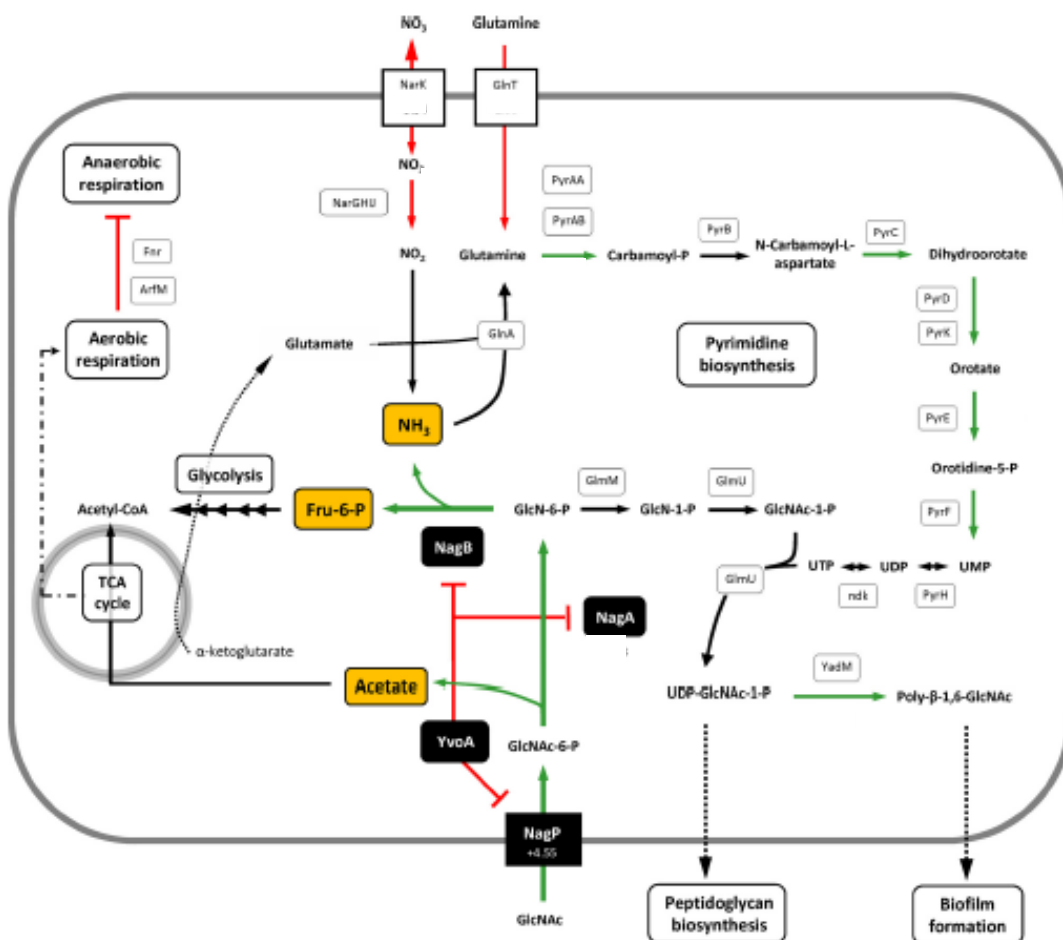 NO3
Glutamine
NarK
GlnT
Anaerobic
respiration
NO
PyrAA
NarGHIJ
PyrAB
PyrB
N-Carbamoyl-L-
aspartate
PyrC
Fnr
NO2
Glutamine
Carbamoyl-P
Dihydroorotate
ArfM
PyrD
Aerobic
respiration
Glutamate
GlnA
Pyrimidine
biosynthesis
PyrK
Orotate
NH3
PyrE
Glycolysis
GlmM
GlmU
Orotidine-5-P
Acetyl-CoA
Fru-6-P
GlcN-6-P
GlcN-1-P
GlcNAc-1-P
PyrF
NagB
TCA
cycle
GlmU
UTP
UDP
UMP
ndk
PyrH
NagA
α-ketoglutarate
YadM
Acetate
UDP-GlcNAc-1-P
Poly-β-1,6-GlcNAc
YvoA
GlcNAc-6-P
NagP
+4.55
GlcNAc
Peptidoglycan
biosynthesis
Biofilm
formation